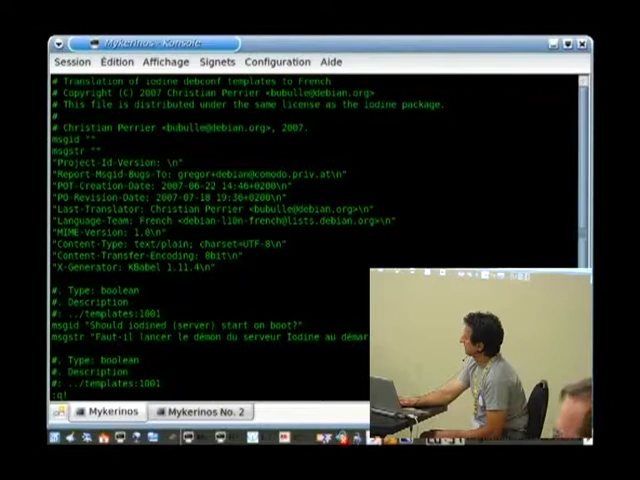 Mykerinos - Konsole
Session Édition Affichage Signets Configuration Aide
# Translation of iodine debconf templates to French
# Copyright (C) 2007 Christian Perrier <bubulle@debian.org>
# This file is distributed under the same license as the iodine package.
#
# Christian Perrier <bubulle@debian.org>, 2007.
msgid ""
msgstr ""
"Project-Id-Version: \n"
"Report-Msgid-Bugs-To: gregor+debian@comodo.priv.at\n"
"POT-Creation-Date: 2007-06-22 14:46+0200\n"
"PO-Revision-Date: 2007-07-18 19:36+0200\n"
"Last-Translator: Christian Perrier <bubulle@debian.org>\n"
"Language-Team: French <debian-l10n-french@lists.debian.org>\n"
"MIME-Version: 1.0\n"
"Content-Type: text/plain; charset=UTF-8\n"
"Content-Transfer-Encoding: 8bit\n"
"X-Generator: KBabel 1.11.4\n"
#. Type: boolean
#. Description
#: ../templates:1001
msgid "Should iodined (server) start on boot?"
msgstr "Faut-il lancer le démon du serveur Iodine au démar
#. Type: boolean
#. Description
#: ../templates:1001
:q!
Mykerinos Mykerinos No. 2